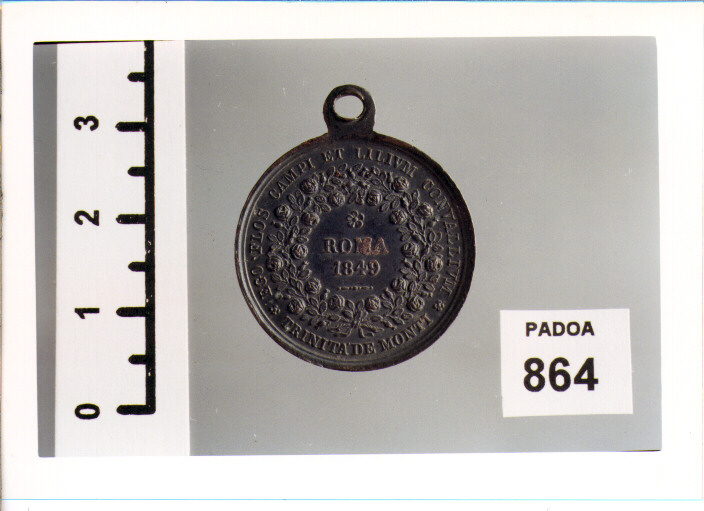 EGO FLOS CAMPI ET LILIVM CONVALLIVM
TRINITA DE MONTI
ROMA
1849
3
2
1
0
PADOA
864